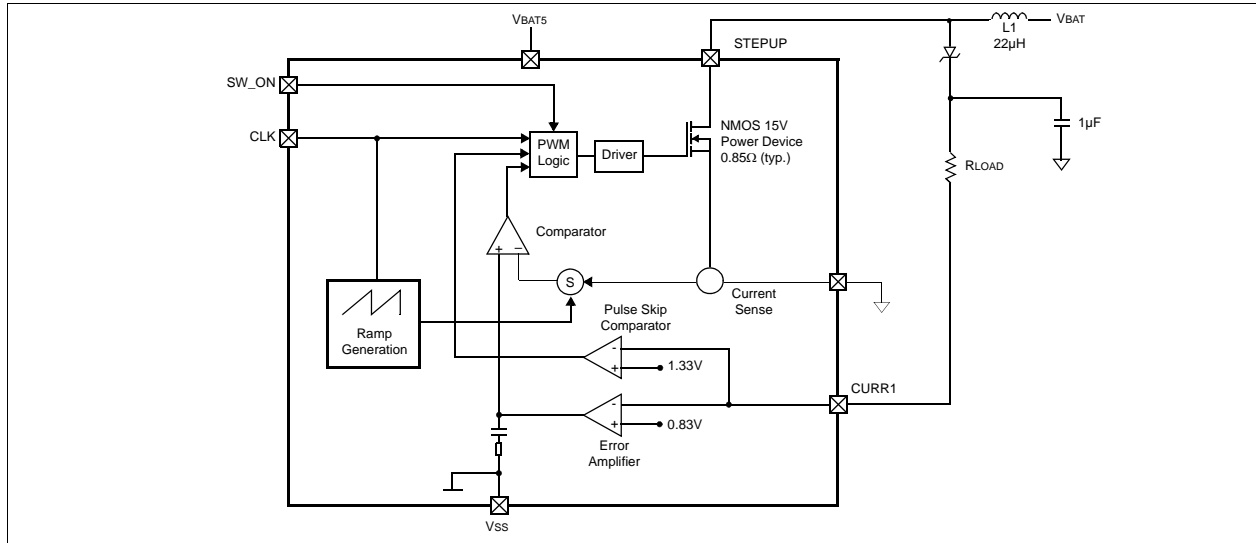 VBAT5
L1
22µH
VBAT
STEPUP
SW_ON
CLK
PWM
Logic
Driver
NMOS 15V
Power Device
0.85Ω (typ.)
1µF
RLOAD
Comparator
+ −
S
Current
Sense
Ramp
Generation
Pulse Skip
Comparator
-
+
1.33V
CURR1
-
+
0.83V
Error
Amplifier
VSS